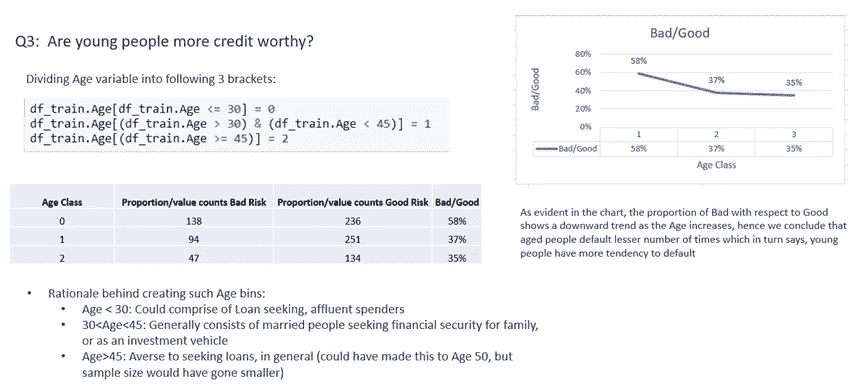 Q3: Are young people more credit worthy?
Dividing Age variable into following 3 brackets:
df_train.Age[df_train.Age <= 30] = 0
df_train.Age[(df_train.Age > 30) & (df_train.Age < 45)] = 1
df_train.Age[(df_train.Age >= 45)] = 2
Age Class Proportion/value counts Bad Risk Proportion/value counts Good Risk Bad/Good
0 138 236 58%
1 94 251 37%
2 47 134 35%
• Rationale behind creating such Age bins:
• Age < 30: Could comprise of Loan seeking, affluent spenders
• 30<Age<45: Generally consists of married people seeking financial security for family,
or as an investment vehicle
• Age>45: Averse to seeking loans, in general (could have made this to Age 50, but
sample size would have gone smaller)
Bad/Good
Bad/Good
80%
60%
40%
20%
0%
58%
37%
35%
1 2 3
Bad/Good 58% 37% 35%
Age Class
As evident in the chart, the proportion of Bad with respect to Good
shows a downward trend as the Age increases, hence we conclude that
aged people default lesser number of times which in turn says, young
people have more tendency to default